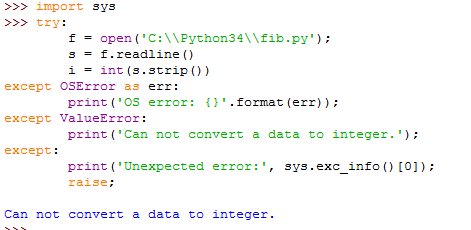 >>> import sys
>>> try:
        f = open('C:\\Python34\\fib.py');
        s = f.readline()
        i = int(s.strip())
except OSError as err:
        print('OS error: {}'.format(err));
except ValueError:
        print('Can not convert a data to integer.');
except:
        print('Unexpected error:', sys.exc_info()[0]);
        raise;

Can not convert a data to integer.
>>>